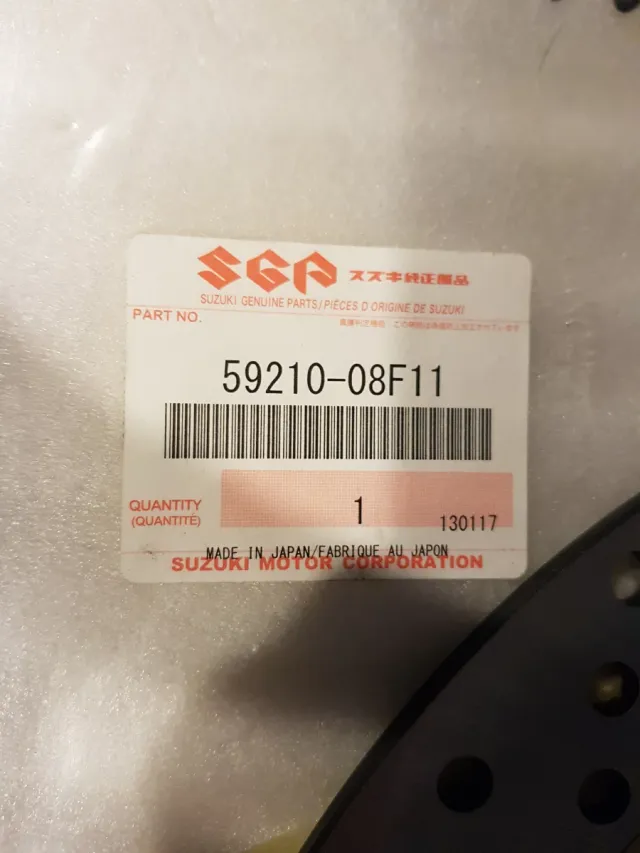 SGP スズキ純正部品
SUZUKI GENUINE PARTS/PIÈCES D'ORIGINE DE SUZUKI
PART NO.
59210-08F11
QUANTITY
(QUANTITÉ)
1
130117
MADE IN JAPAN/FABRIQUE AU JAPON
SUZUKI MOTOR CORPORATION